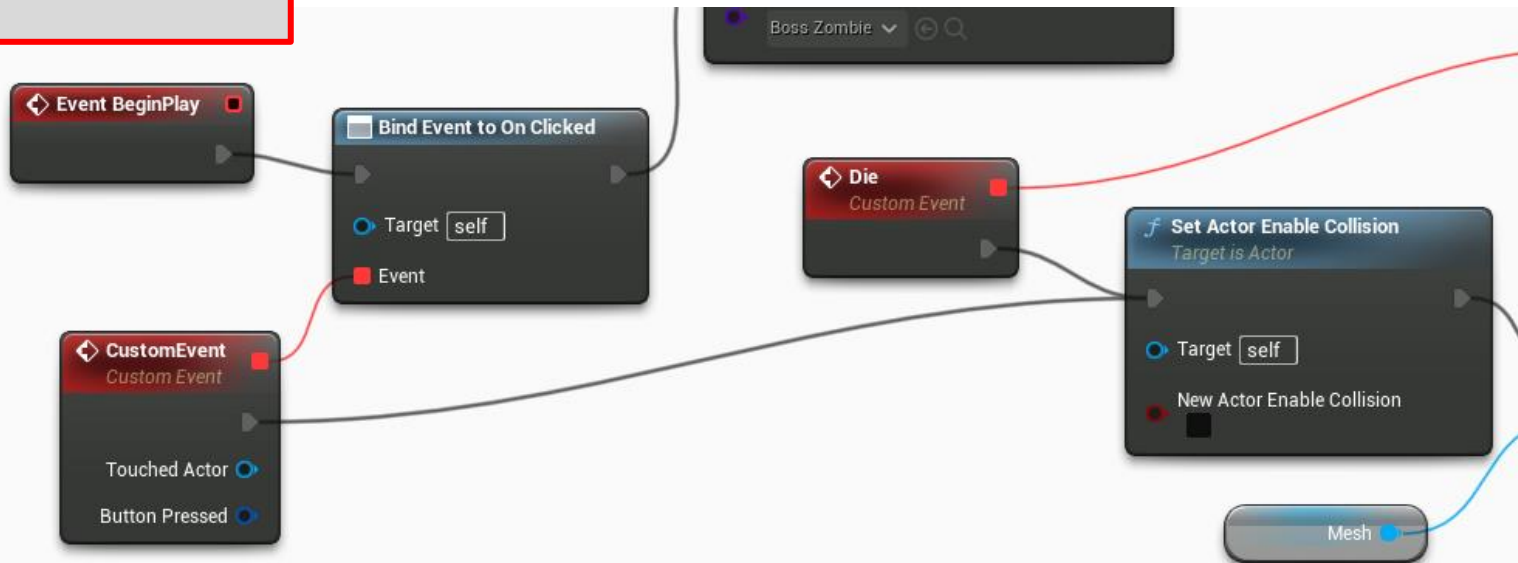 Boss Zombie
Event BeginPlay
Bind Event to On Clicked
Target self
Event
CustomEvent
Custom Event
Touched Actor
Button Pressed
Die
Custom Event
f Set Actor Enable Collision
Target is Actor
Target self
New Actor Enable Collision
Mesh